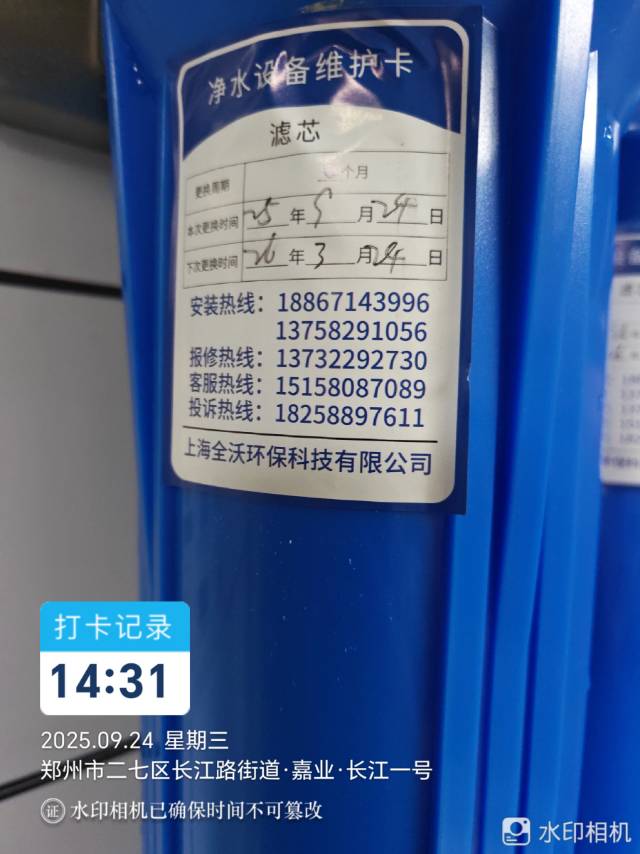 净水设备维护卡
滤芯
更换周期 6个月
本次更换时间 25年9月24日
下次更换时间 26年3月24日
安装热线：18867143996
13758291056
报修热线：13732292730
客服热线：15158087089
投诉热线：18258897611
上海全沃环保科技有限公司
打卡记录
14:31
2025.09.24 星期三
郑州市二七区长江路街道·嘉业·长江一号
证 水印相机已确保时间不可篡改
水印相机